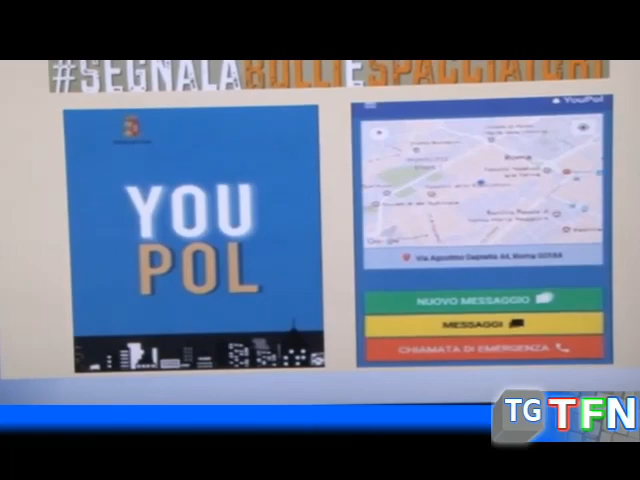 #SEGNALABULLIESPACCIATORI
YOU
POL
YouPol
ROMA
Google
Via Agostino Depretis 44, Roma 00184
NUOVO MESSAGGIO
MESSAGGI
CHIAMATA DI EMERGENZA
TG TFN